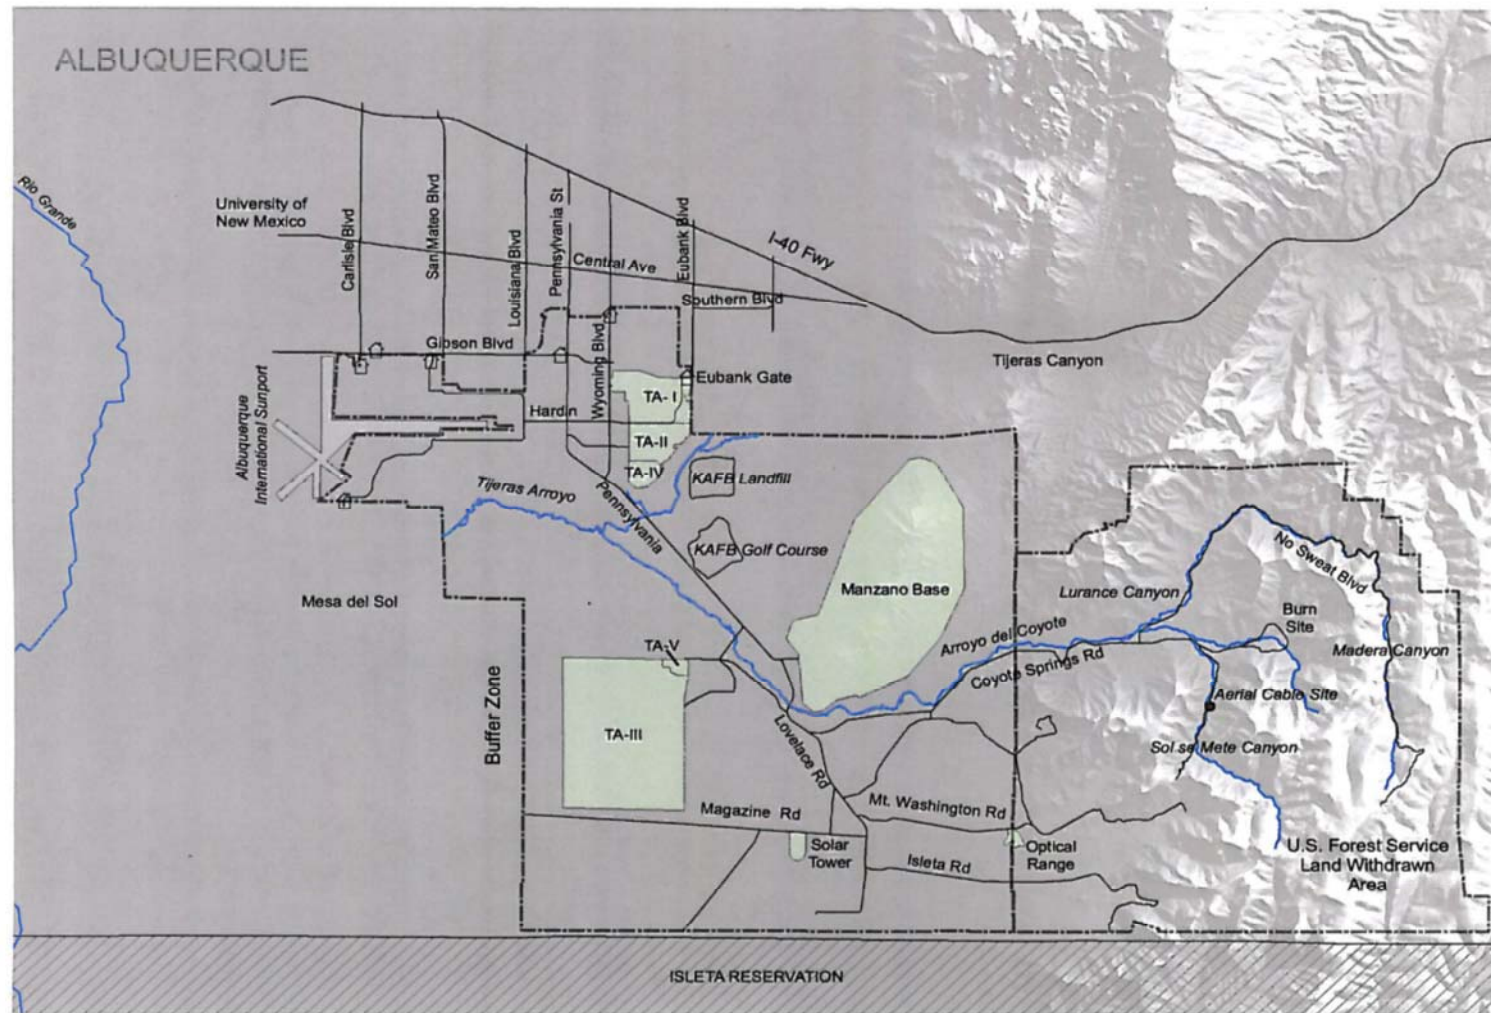 ALBUQUERQUE
Rio Grande
University of
New Mexico
Carlisle Blvd
San Mateo Blvd
Louisiana Blvd
Pennsylvania St
Eubank Blvd
I-40 Fwy
Central Ave
Southern Blvd
Gibson Blvd
Wyoming Blvd
Tijeras Canyon
Eubank Gate
Albuquerque
International Sunport
Hardin
TA- I
TA-II
TA-IV
KAFB Landfill
Tijeras Arroyo
Pennsylvania
KAFB Golf Course
No Sweat Blvd
Manzano Base
Lurance Canyon
Mesa del Sol
Burn
Site
Arroyo del Coyote
Madera Canyon
TA-V
Coyote Springs Rd
Aerial Cable Site
Buffer Zone
TA-III
Lovelace Rd
Sol se Mete Canyon
Magazine Rd
Mt. Washington Rd
Solar
Tower
Isleta Rd
Optical
Range
U.S. Forest Service
Land Withdrawn
Area
ISLETA RESERVATION